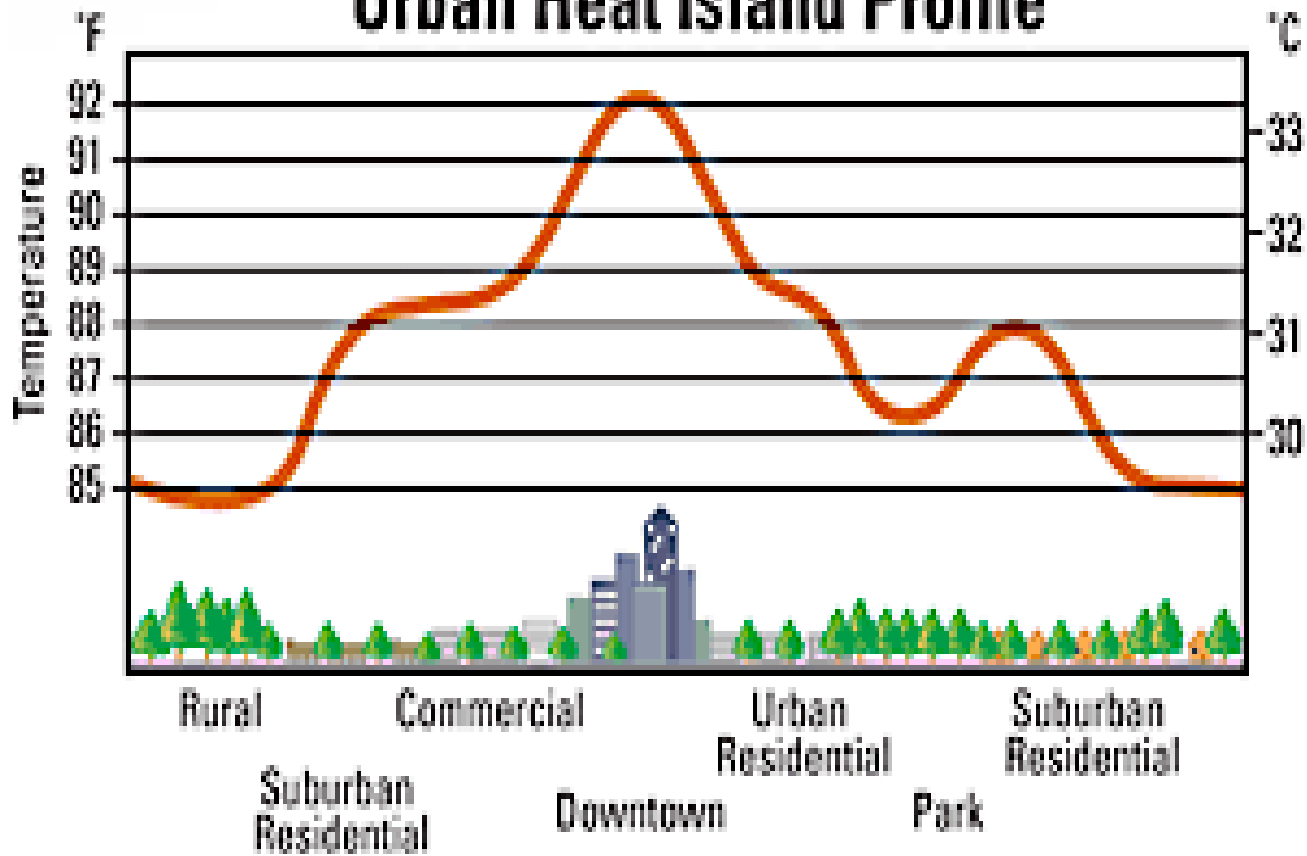 Urban Heat Island Profile
°F
°C
92
91
90
89
88
87
86
85
Temperature
33
32
31
30
Rural
Commercial
Urban
Residential
Suburban
Residential
Suburban
Residential
Downtown
Park